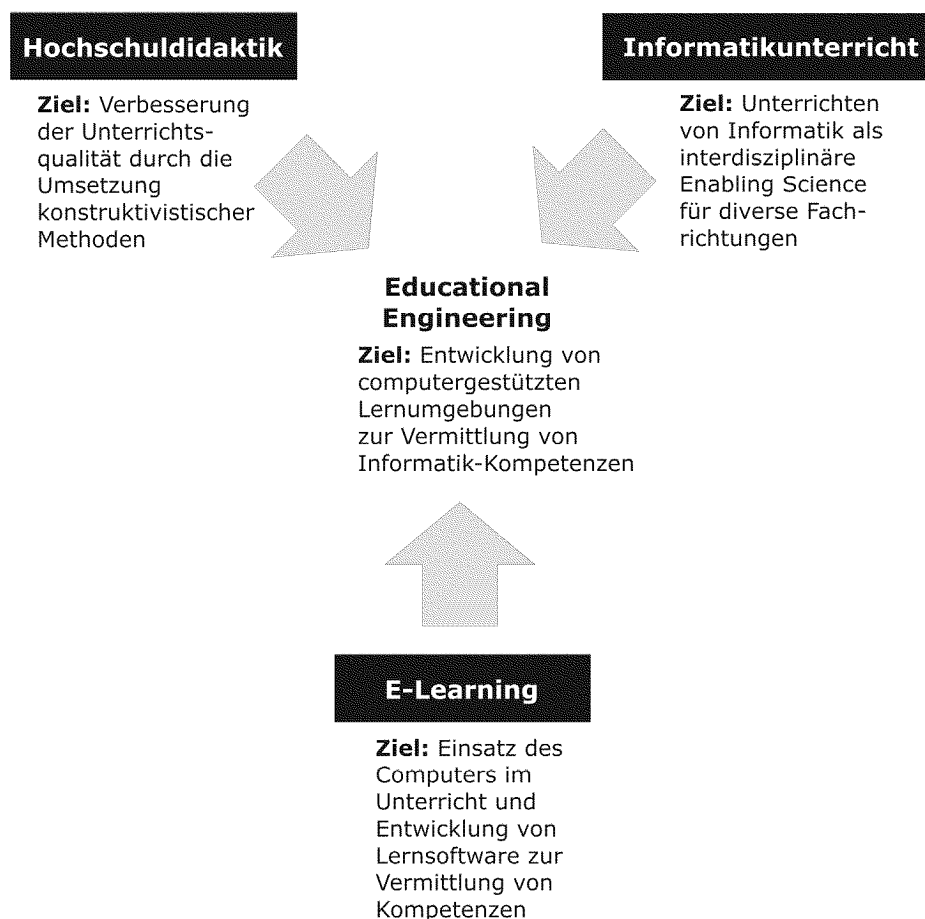 Hochschuldidaktik
Ziel: Verbesserung
der Unterrichts-
qualität durch die
Umsetzung
konstruktivistischer
Methoden
Informatikunterricht
Ziel: Unterrichten
von Informatik als
interdisziplinäre
Enabling Science
für diverse Fach-
richtungen
Educational
Engineering
Ziel: Entwicklung von
computergestützten
Lernumgebungen
zur Vermittlung von
Informatik-Kompetenzen
E-Learning
Ziel: Einsatz des
Computers im
Unterricht und
Entwicklung von
Lernsoftware zur
Vermittlung von
Kompetenzen